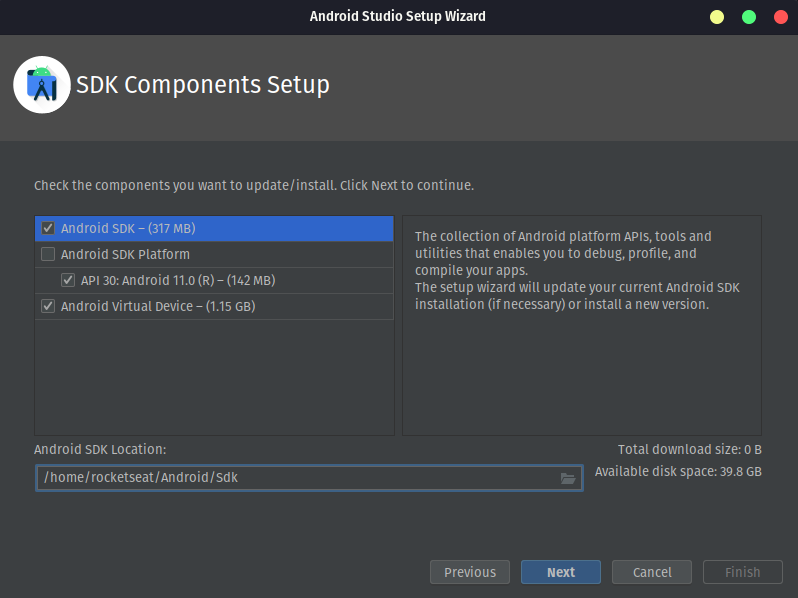 Android Studio Setup Wizard
SDK Components Setup
Check the components you want to update/install. Click Next to continue.
Android SDK – (317 MB)
Android SDK Platform
API 30: Android 11.0 (R) – (142 MB)
Android Virtual Device – (1.15 GB)
The collection of Android platform APIs, tools and
utilities that enables you to debug, profile, and
compile your apps.
The setup wizard will update your current Android SDK
installation (if necessary) or install a new version.
Android SDK Location:
Total download size: 0 B
/home/rocketseat/Android/Sdk
Available disk space: 39.8 GB
Previous
Next
Cancel
Finish